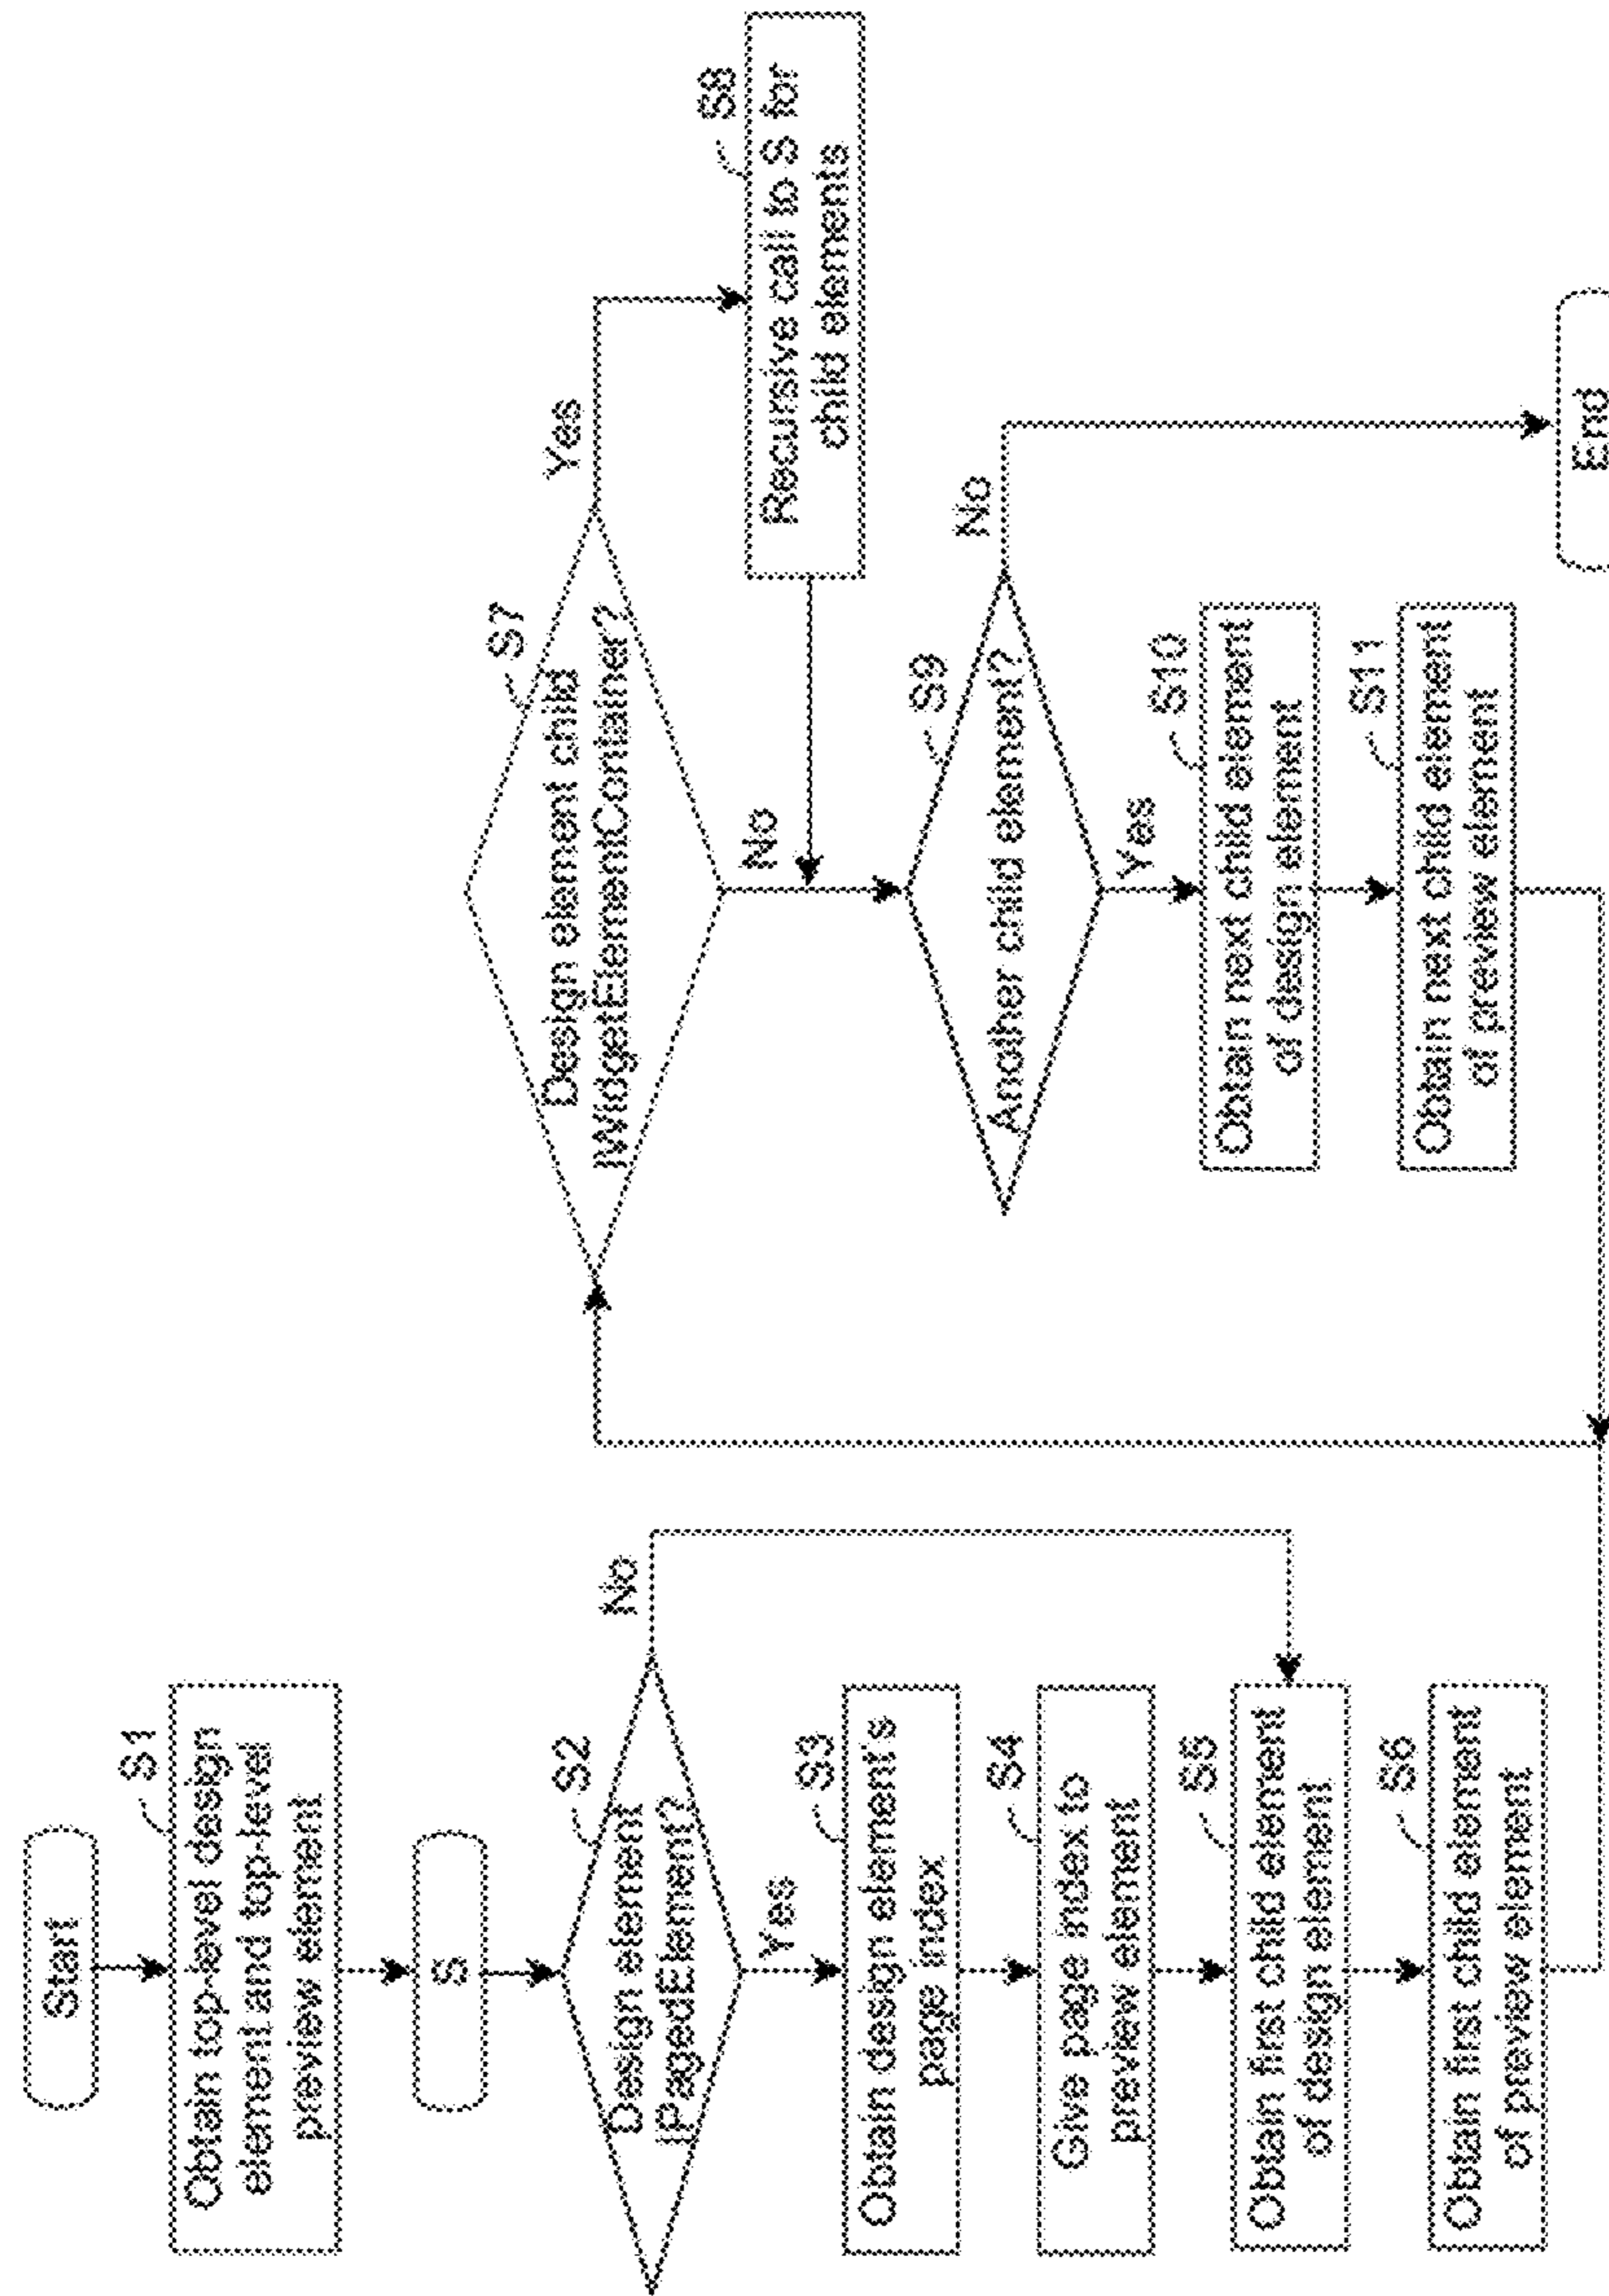 Start
S1
Obtain top-level design
element and top-level
preview element
S
S2
Design element
IPagedElement?
No
Yes
S3
Obtain design element's
page index
S4
Give page index to
preview element
S5
Obtain first child element
of design element
S6
Obtain first child element
of preview element
S7
Design element child
IWidgetElementContainer?
Yes
No
S8
Recursive call to S for
child elements
S9
Another child element?
No
Yes
S10
Obtain next child element
of design element
S11
Obtain next child element
of preview element
End